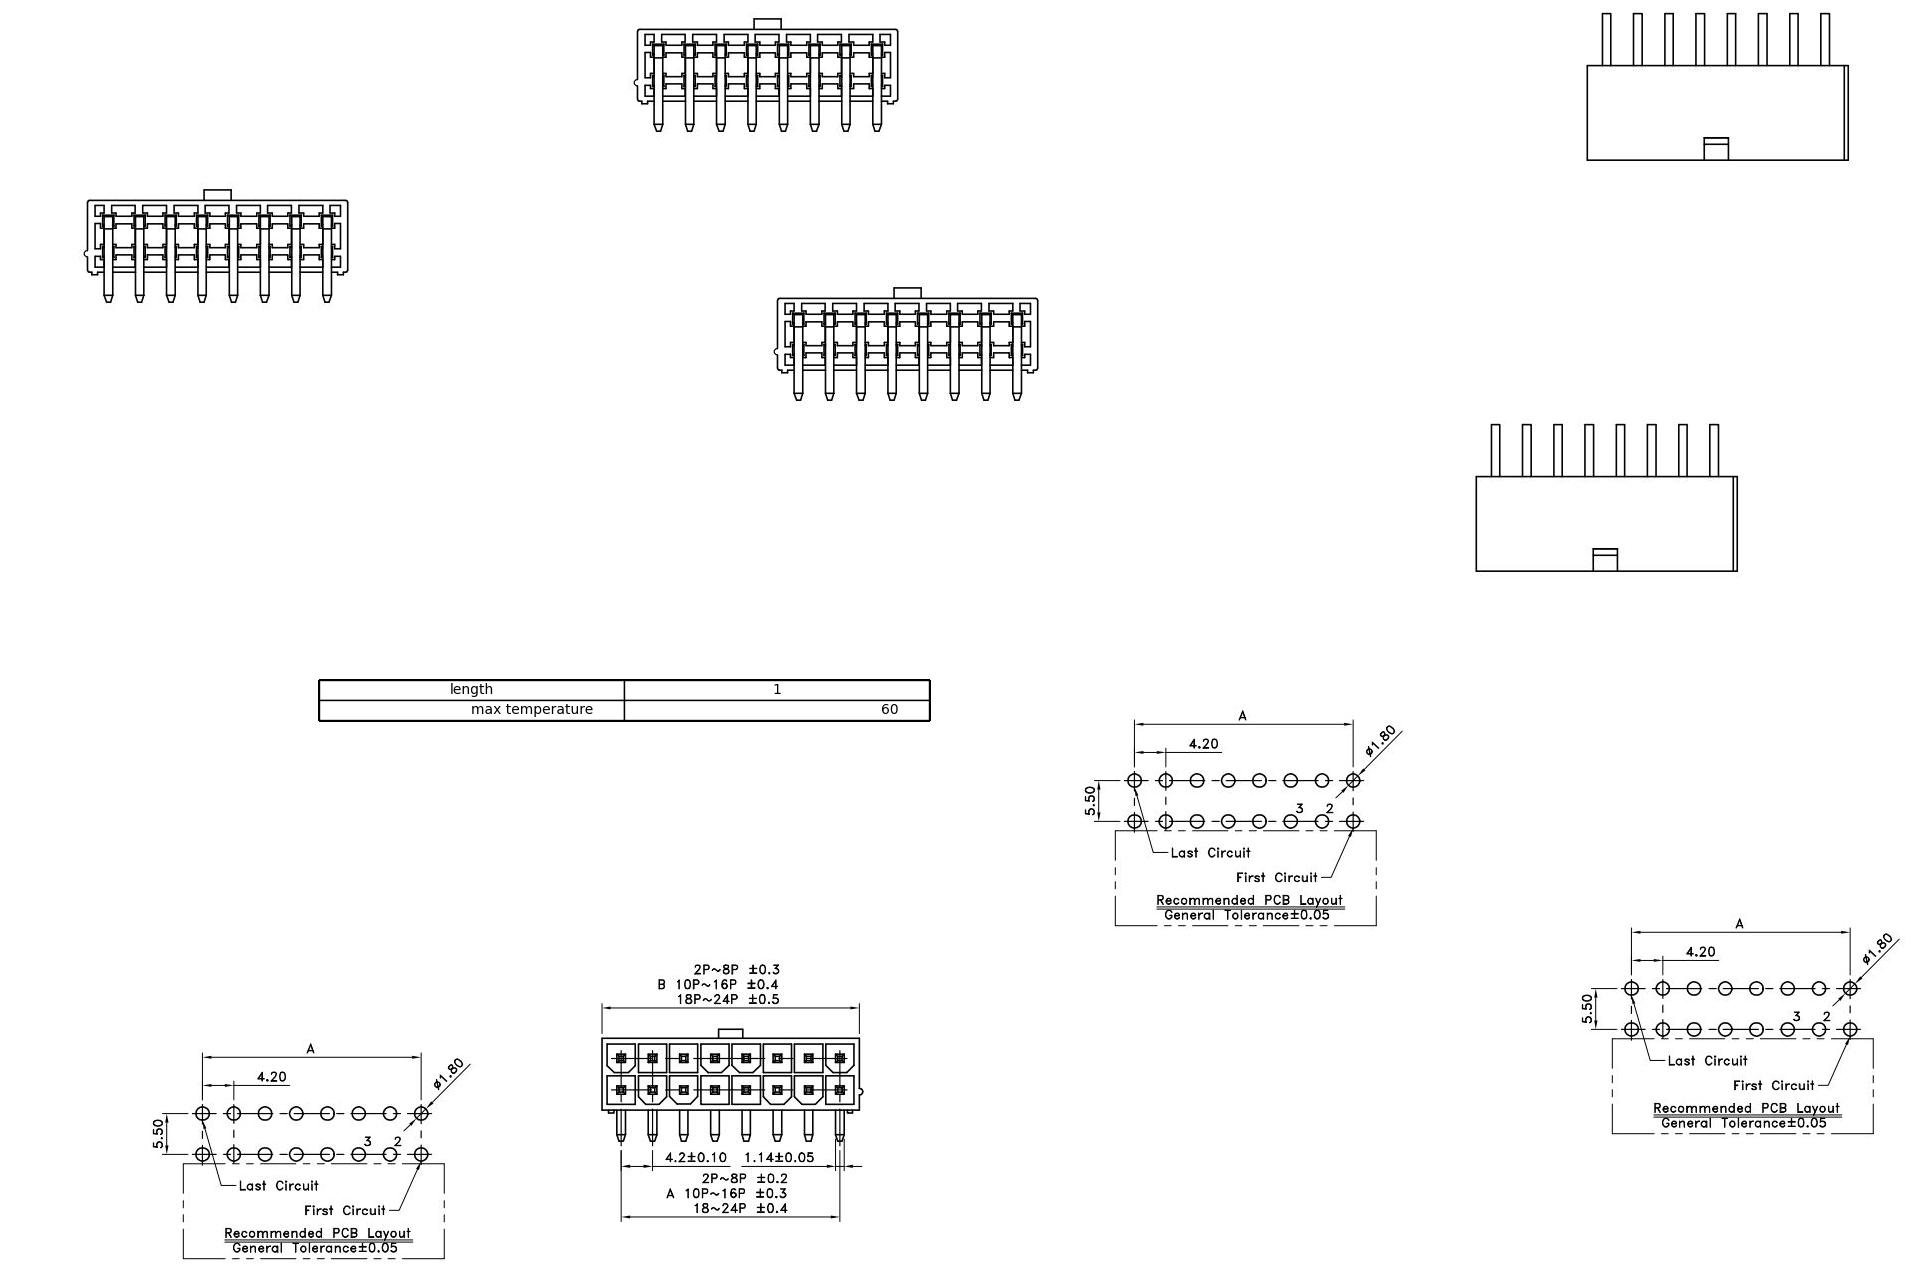 length 1
max temperature 60
A
4.20
ø1.80
5.50
3 2
Last Circuit
First Circuit
Recommended PCB Layout
General Tolerance±0.05
A
4.20
ø1.80
5.50
3 2
Last Circuit
First Circuit
Recommended PCB Layout
General Tolerance±0.05
2P~8P ±0.3
B 10P~16P ±0.4
18P~24P ±0.5
4.2±0.10 1.14±0.05
2P~8P ±0.2
A 10P~16P ±0.3
18~24P ±0.4
A
4.20
ø1.80
5.50
3 2
Last Circuit
First Circuit
Recommended PCB Layout
General Tolerance±0.05